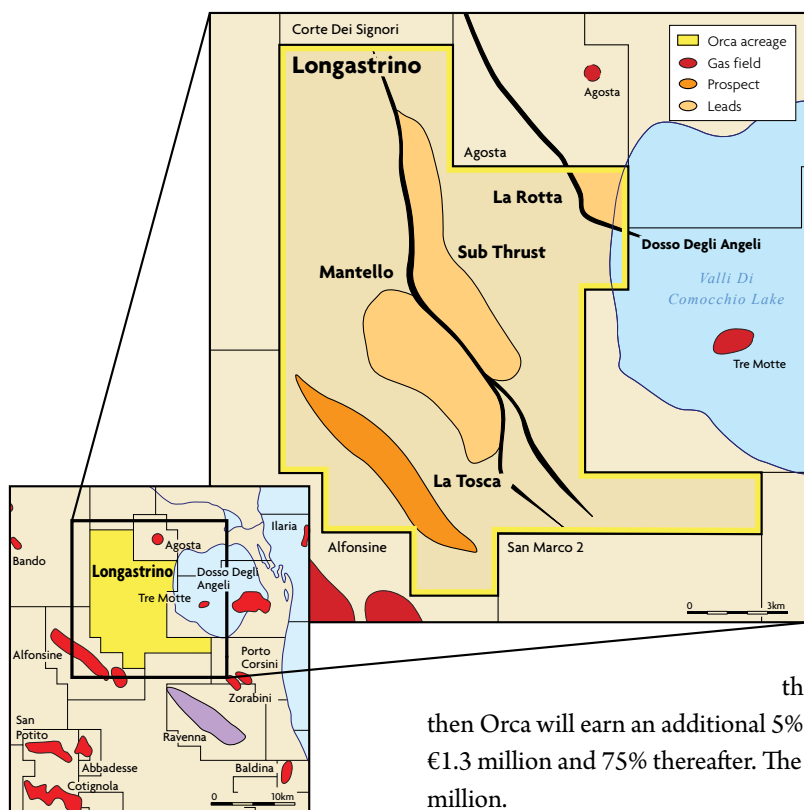 Corte Dei Signori
Longastrino
Orca acreage
Gas field
Prospect
Leads
Agosta
Agosta
La Rotta
Dosso Degli Angeli
Sub Thrust
Mantello
Valli Di
Comocchio Lake
Tre Motte
La Tosca
Alfonsine
San Marco 2
0 3km
Ilaria
Bando
Agosta
Longastrino
Dosso Degli
Angeli
Tre Motte
Alfonsine
Porto
Corsini
Zorabini
San
Potito
Ravenna
Abbadesse
Cotignola
Baldina
0 10km
th
then Orca will earn an additional 5%
€1.3 million and 75% thereafter. The
million.